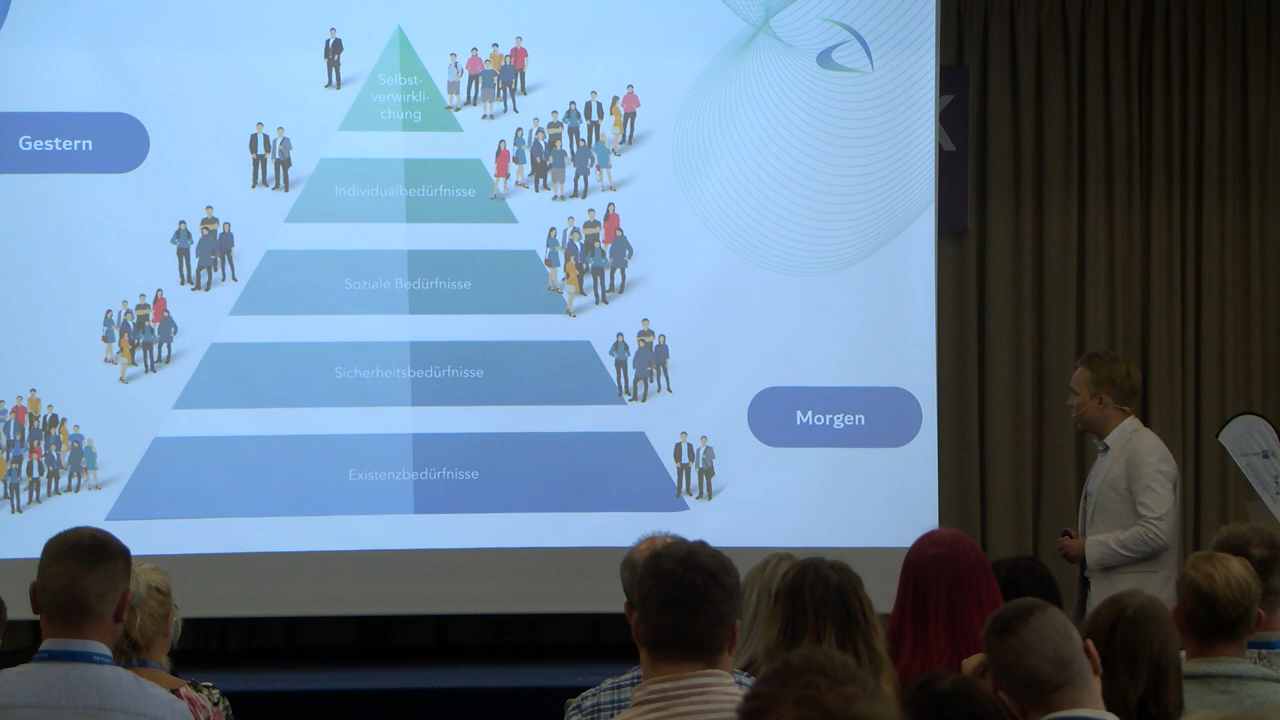 Selbst-
verwirkli-
chung
Gestern
Individualbedürfnisse
Soziale Bedürfnisse
Sicherheitsbedürfnisse
Morgen
Existenzbedürfnisse